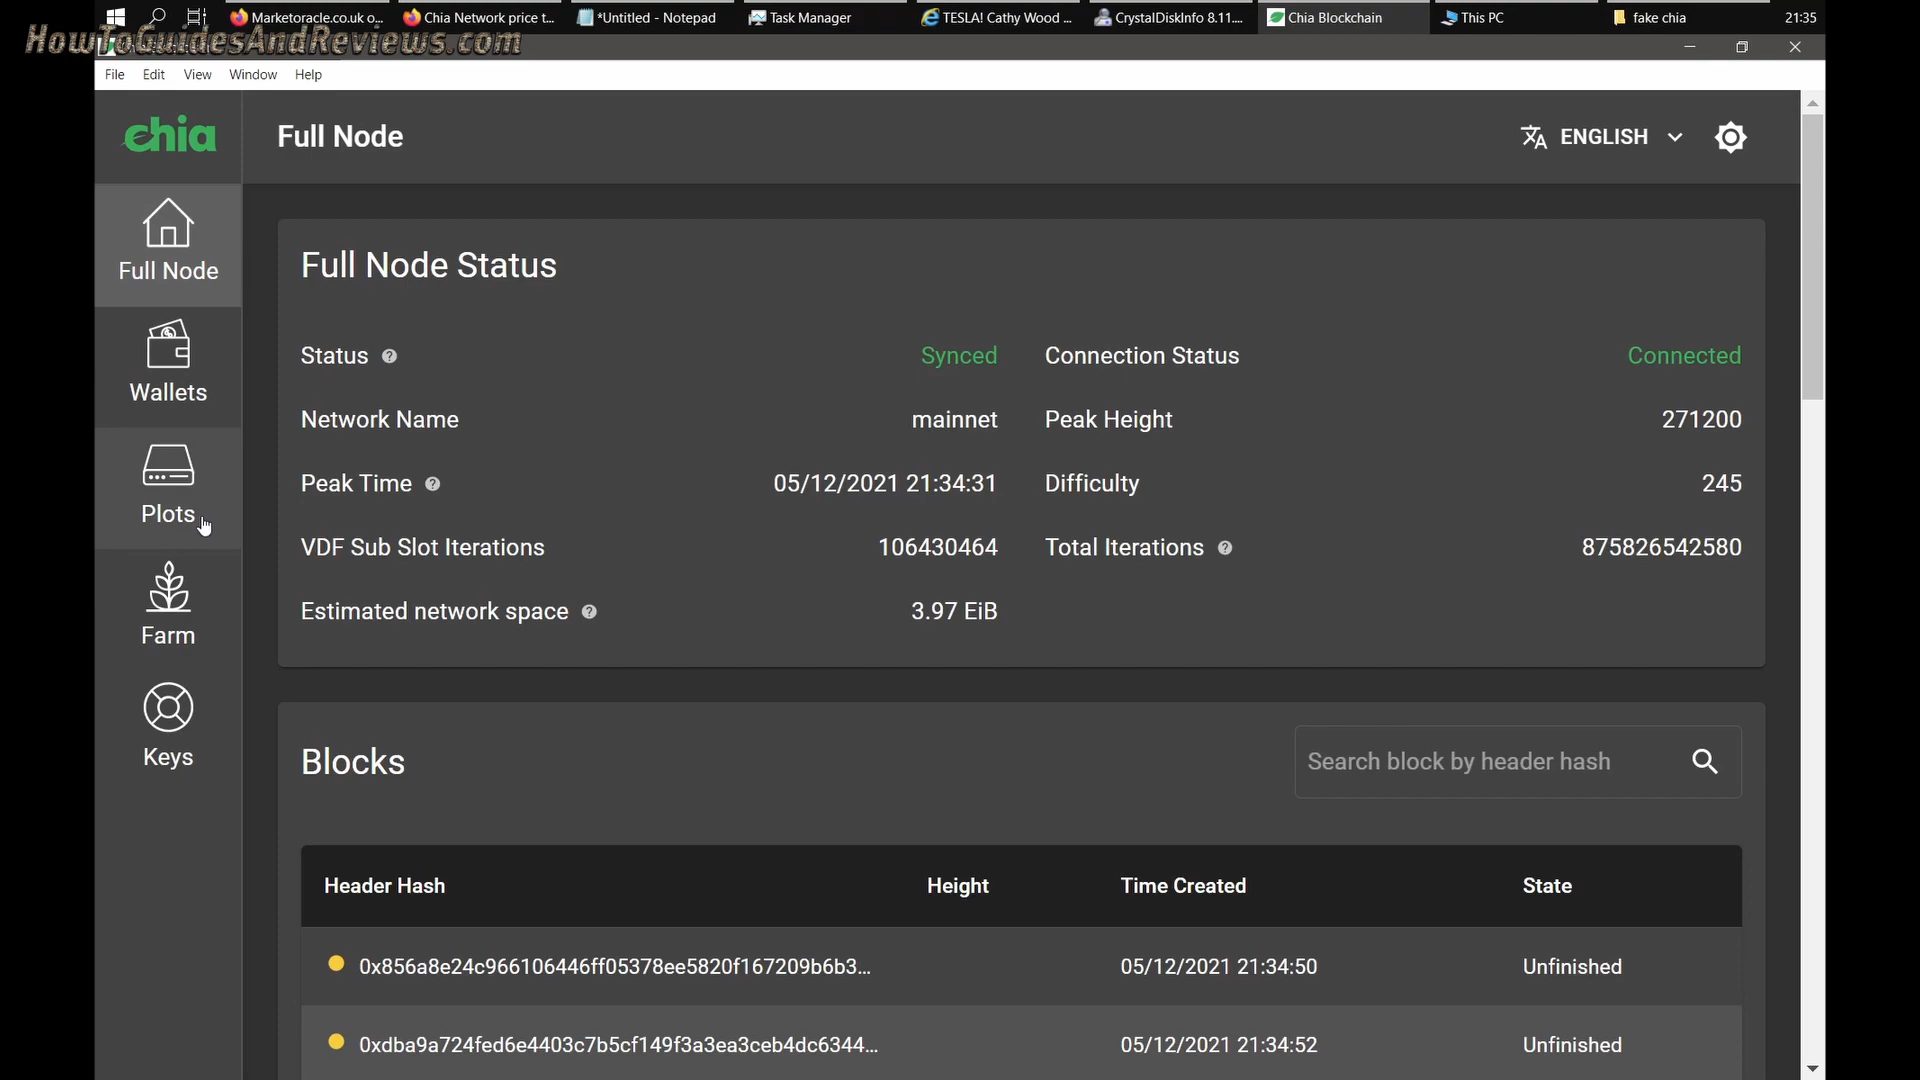 Marketoracle.co.uk o...
Chia Network price t...
*Untitled - Notepad
Task Manager
TESLA! Cathy Wood ...
CrystalDiskInfo 8.11....
Chia Blockchain
This PC
fake chia
21:35
HowToGuidesAndReviews.com
File Edit View Window Help
chia
Full Node
ENGLISH
Full Node
Wallets
Plots
Farm
Keys
Full Node Status
Status Synced Connection Status Connected
Network Name mainnet Peak Height 271200
Peak Time 05/12/2021 21:34:31 Difficulty 245
VDF Sub Slot Iterations 106430464 Total Iterations 875826542580
Estimated network space 3.97 EiB
Blocks
Search block by header hash
Header Hash Height Time Created State
0x856a8e24c966106446ff05378ee5820f167209b6b3... 05/12/2021 21:34:50 Unfinished
0xdba9a724fed6e4403c7b5cf149f3a3ea3ceb4dc6344... 05/12/2021 21:34:52 Unfinished